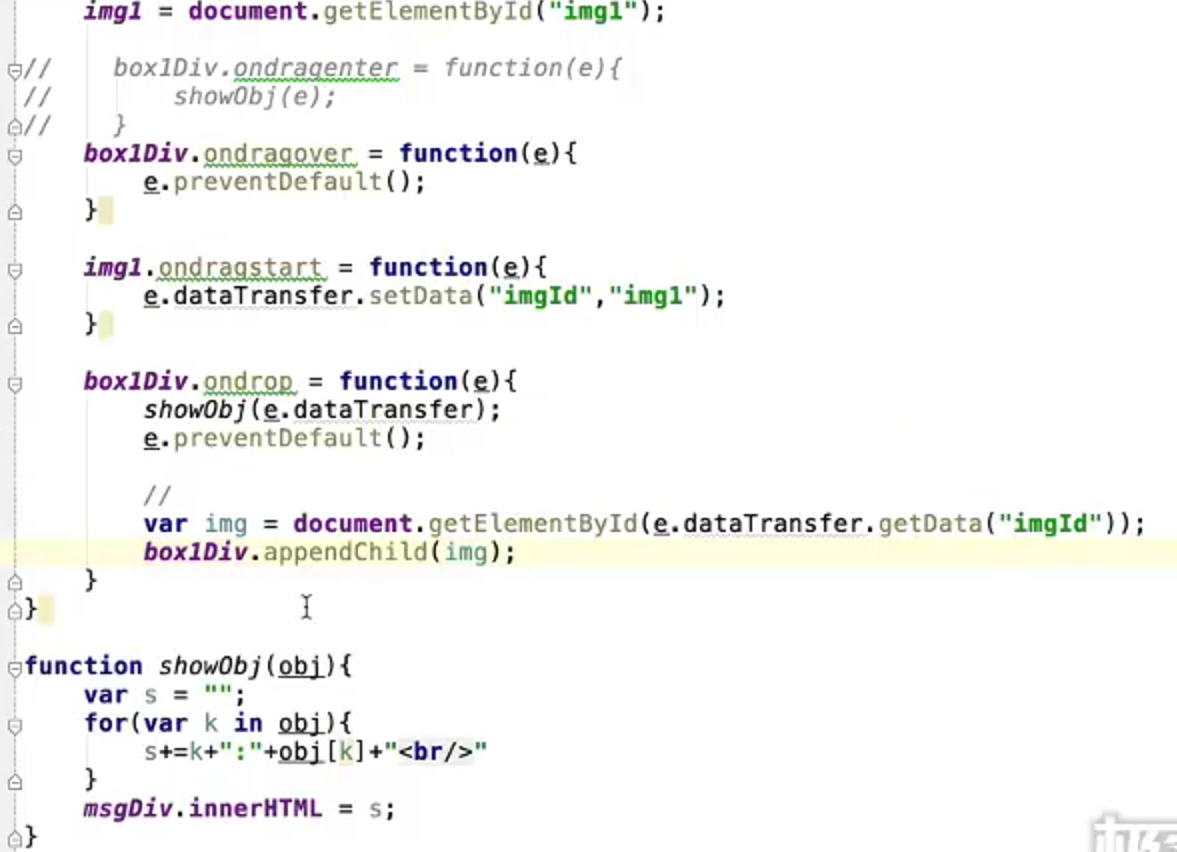 img1 = document.getElementById("img1");
//    box1Div.ondragenter = function(e){
//        showObj(e);
//    }
box1Div.ondragover = function(e){
e.preventDefault();
}
img1.ondragstart = function(e){
e.dataTransfer.setData("imgId","img1");
}
box1Div.ondrop = function(e){
showObj(e.dataTransfer);
e.preventDefault();
//
var img = document.getElementById(e.dataTransfer.getData("imgId"));
box1Div.appendChild(img);
}
}
function showObj(obj){
var s = "";
for(var k in obj){
s+=k+":"+obj[k]+"<br/>"
}
msgDiv.innerHTML = s;
}